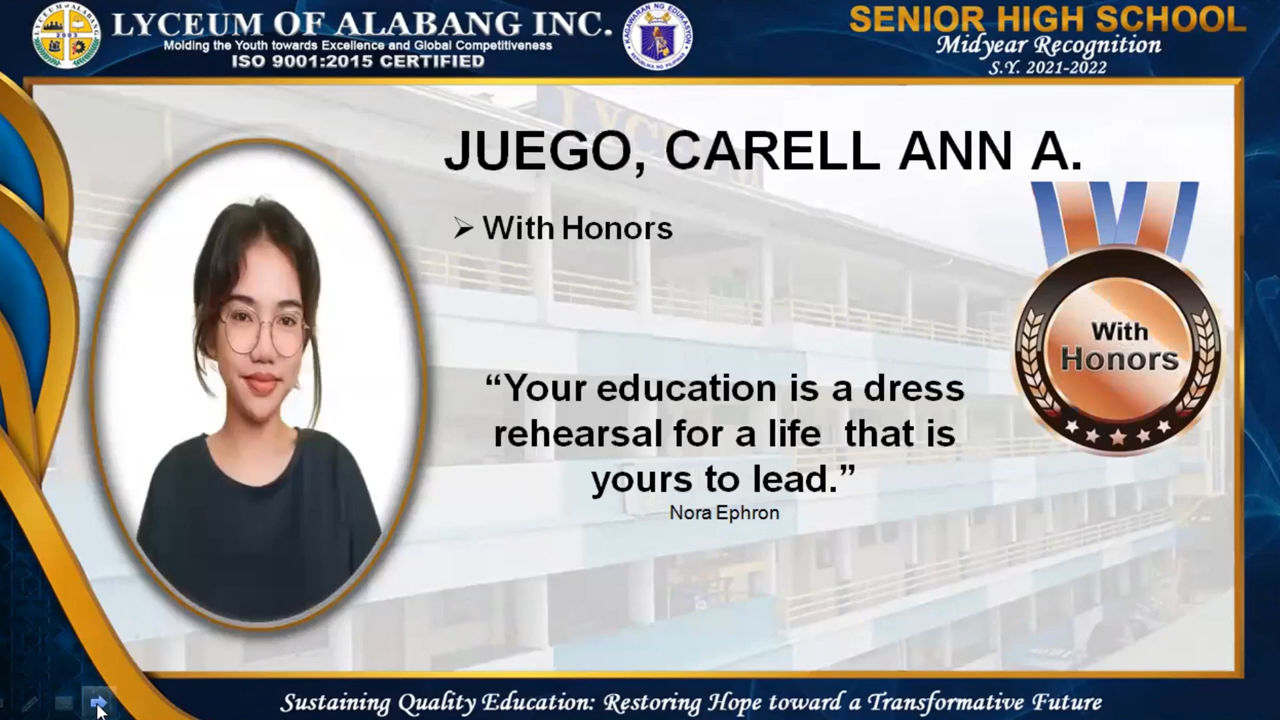 LYCEUM OF ALABANG INC.
Molding the Youth towards Excellence and Global Competitiveness
ISO 9001:2015 CERTIFIED
SENIOR HIGH SCHOOL
Midyear Recognition
S.Y. 2021-2022
JUEGO, CARELL ANN A.
With Honors
With
Honors
“Your education is a dress
rehearsal for a life that is
yours to lead.”
Nora Ephron
Sustaining Quality Education: Restoring Hope toward a Transformative Future